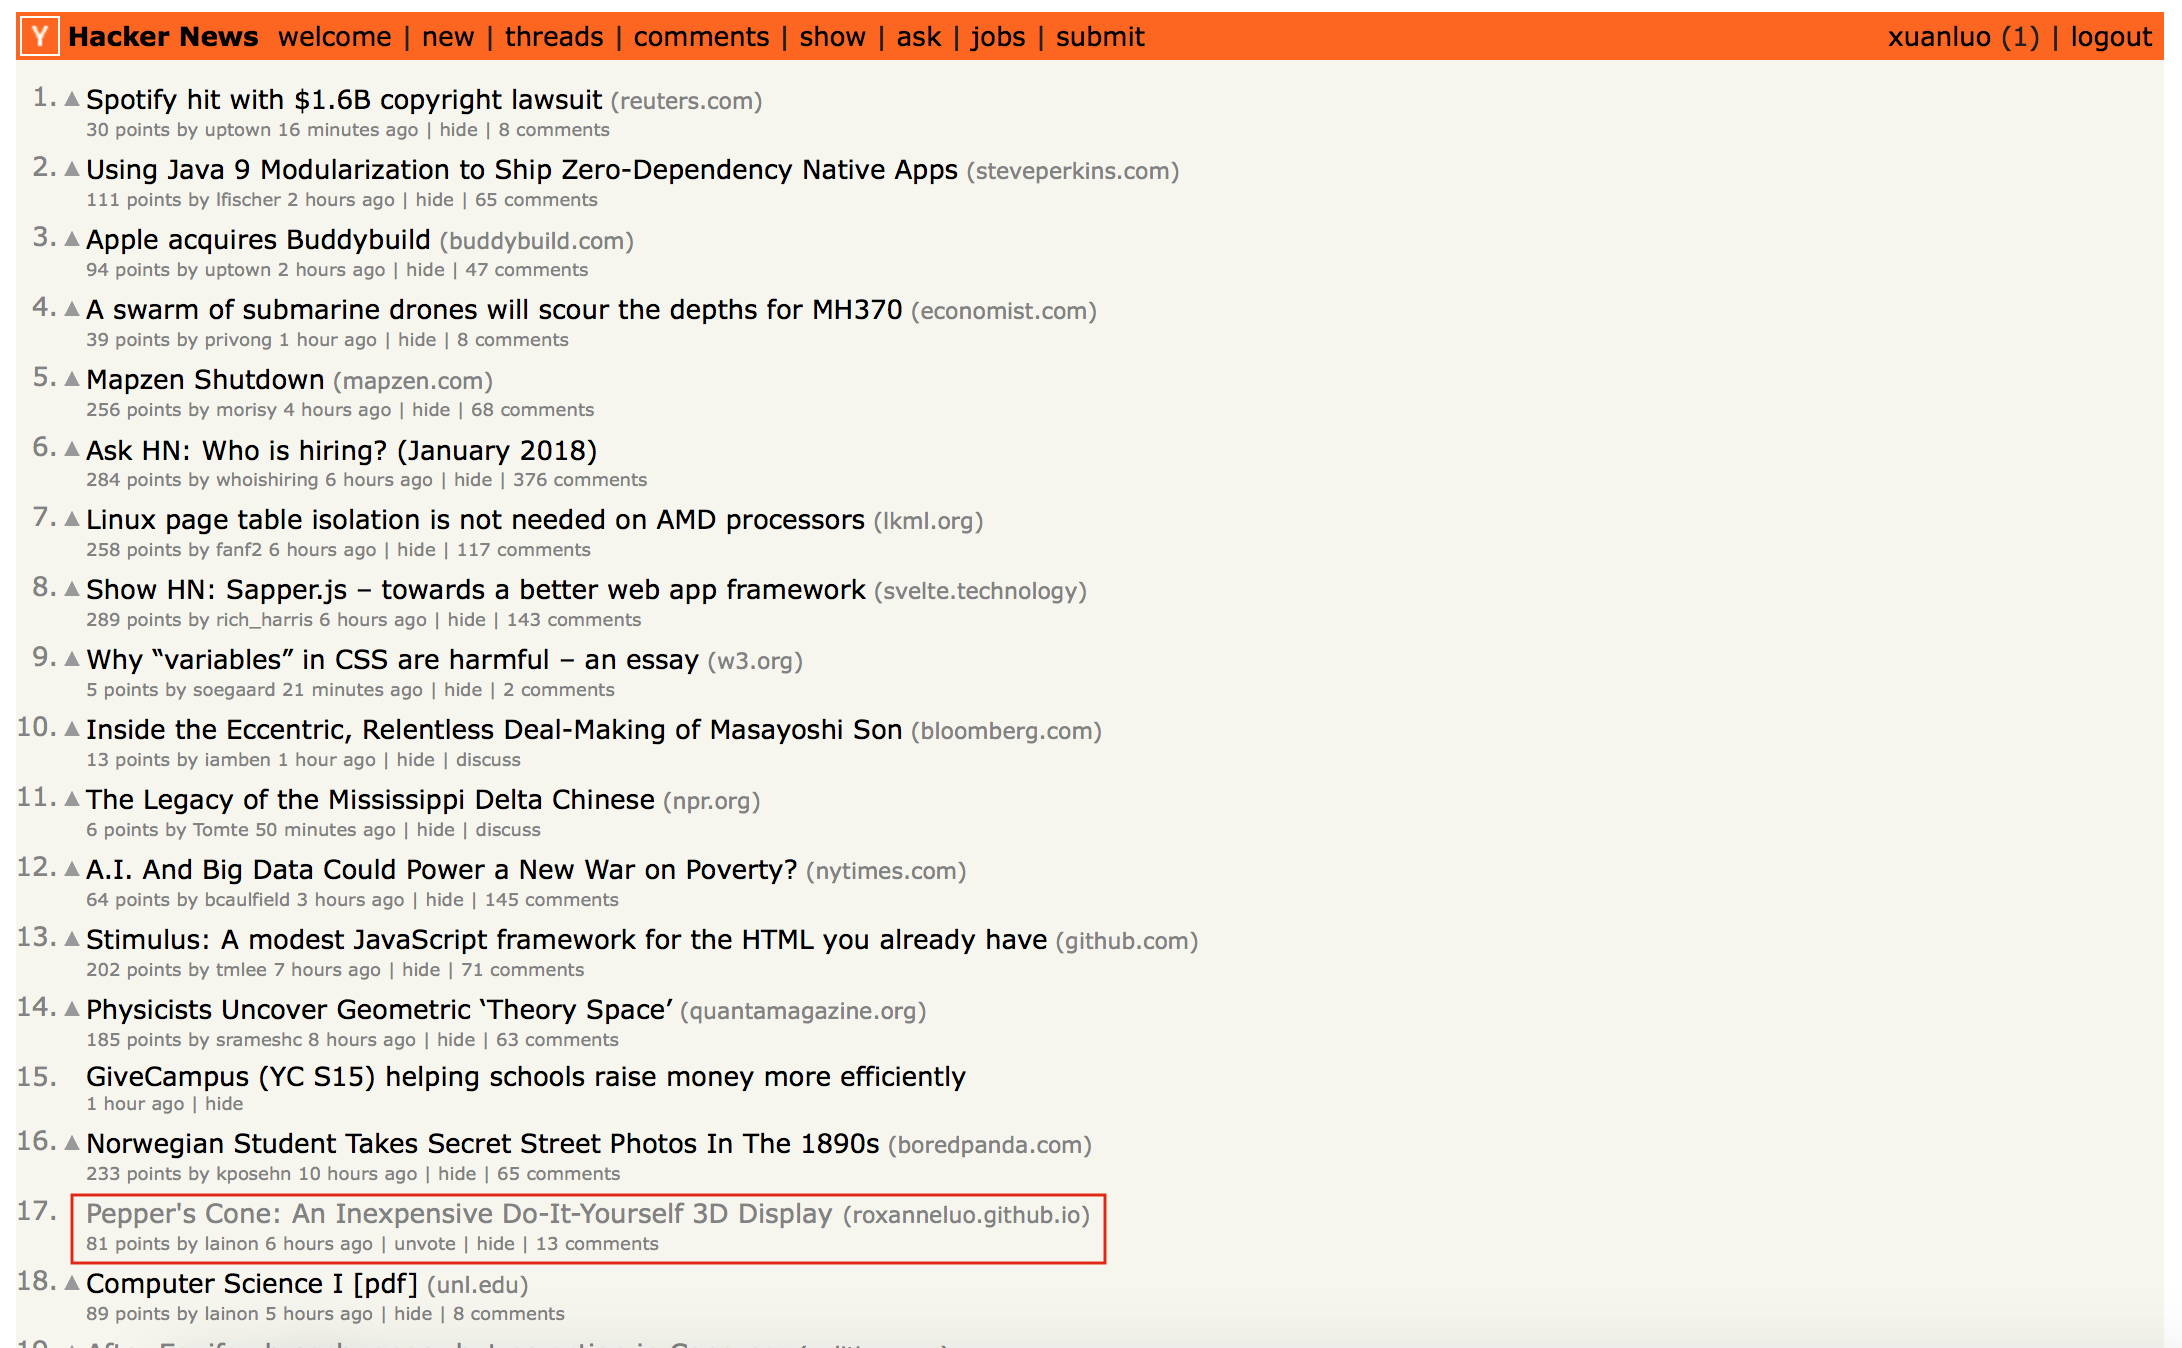 Y Hacker News welcome | new | threads | comments | show | ask | jobs | submit xuanluo (1) | logout
1. ▲ Spotify hit with $1.6B copyright lawsuit (reuters.com)
30 points by uptown 16 minutes ago | hide | 8 comments
2. ▲ Using Java 9 Modularization to Ship Zero-Dependency Native Apps (steveperkins.com)
111 points by lfischer 2 hours ago | hide | 65 comments
3. ▲ Apple acquires Buddybuild (buddybuild.com)
94 points by uptown 2 hours ago | hide | 47 comments
4. ▲ A swarm of submarine drones will scour the depths for MH370 (economist.com)
39 points by privong 1 hour ago | hide | 8 comments
5. ▲ Mapzen Shutdown (mapzen.com)
256 points by morisy 4 hours ago | hide | 68 comments
6. ▲ Ask HN: Who is hiring? (January 2018)
284 points by whoishiring 6 hours ago | hide | 376 comments
7. ▲ Linux page table isolation is not needed on AMD processors (lkml.org)
258 points by fanf2 6 hours ago | hide | 117 comments
8. ▲ Show HN: Sapper.js – towards a better web app framework (svelte.technology)
289 points by rich_harris 6 hours ago | hide | 143 comments
9. ▲ Why “variables” in CSS are harmful – an essay (w3.org)
5 points by soegaard 21 minutes ago | hide | 2 comments
10. ▲ Inside the Eccentric, Relentless Deal-Making of Masayoshi Son (bloomberg.com)
13 points by iamben 1 hour ago | hide | discuss
11. ▲ The Legacy of the Mississippi Delta Chinese (npr.org)
6 points by Tomte 50 minutes ago | hide | discuss
12. ▲ A.I. And Big Data Could Power a New War on Poverty? (nytimes.com)
64 points by bcaulfield 3 hours ago | hide | 145 comments
13. ▲ Stimulus: A modest JavaScript framework for the HTML you already have (github.com)
202 points by tmlee 7 hours ago | hide | 71 comments
14. ▲ Physicists Uncover Geometric ‘Theory Space’ (quantamagazine.org)
185 points by srameshc 8 hours ago | hide | 63 comments
15. GiveCampus (YC S15) helping schools raise money more efficiently
1 hour ago | hide
16. ▲ Norwegian Student Takes Secret Street Photos In The 1890s (boredpanda.com)
233 points by kposehn 10 hours ago | hide | 65 comments
17. Pepper's Cone: An Inexpensive Do-It-Yourself 3D Display (roxanneluo.github.io)
81 points by lainon 6 hours ago | unvote | hide | 13 comments
18. ▲ Computer Science I [pdf] (unl.edu)
89 points by lainon 5 hours ago | hide | 8 comments